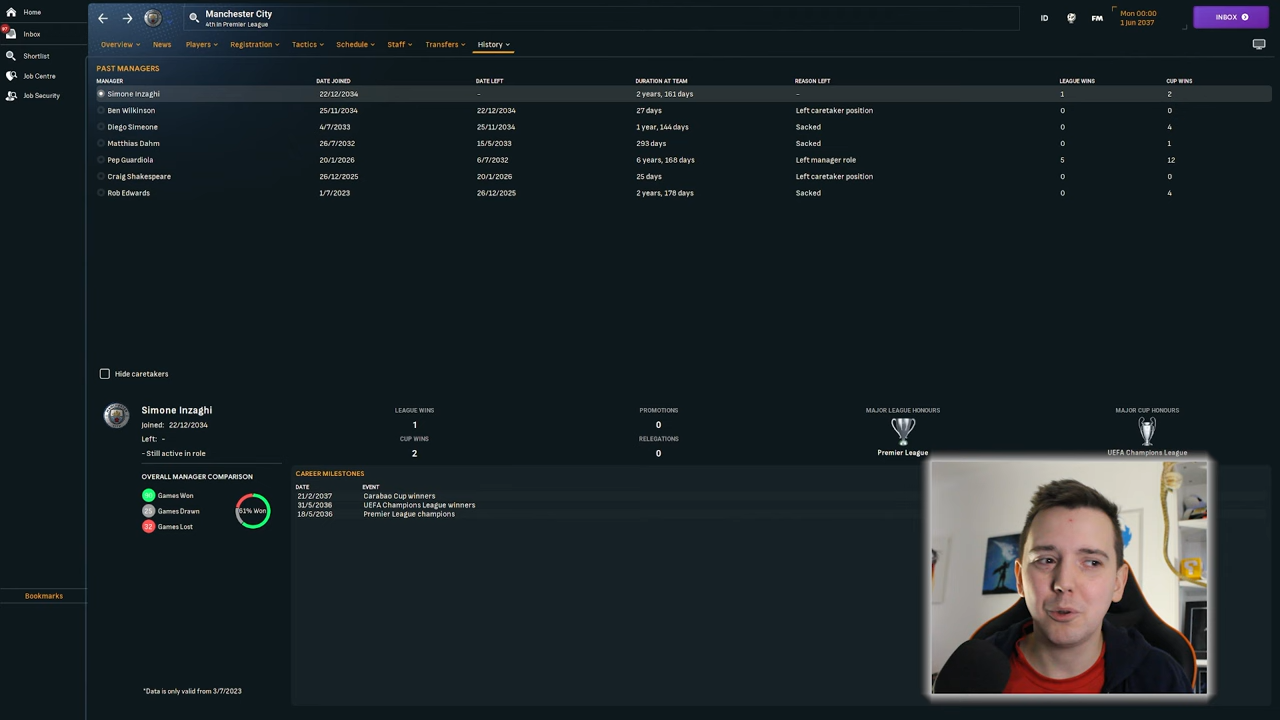 Home
Inbox
Shortlist
Job Centre
Job Security
Bookmarks
Manchester City
4th in Premier League
ID
FM
Mon 00:00
1 Jun 2037
INBOX
Overview
News
Players
Registration
Tactics
Schedule
Staff
Transfers
History
PAST MANAGERS
MANAGER DATE JOINED DATE LEFT DURATION AT TEAM REASON LEFT LEAGUE WINS CUP WINS
Simone Inzaghi 22/12/2034 - 2 years, 161 days - 1 2
Ben Wilkinson 25/11/2034 22/12/2034 27 days Left caretaker position 0 0
Diego Simeone 4/7/2033 25/11/2034 1 year, 144 days Sacked 0 4
Matthias Dahm 26/7/2032 15/5/2033 293 days Sacked 0 1
Pep Guardiola 20/1/2026 6/7/2032 6 years, 168 days Left manager role 5 12
Craig Shakespeare 26/12/2025 20/1/2026 25 days Left caretaker position 0 0
Rob Edwards 1/7/2023 26/12/2025 2 years, 178 days Sacked 0 4
Hide caretakers
Simone Inzaghi
Joined: 22/12/2034
Left: -
- Still active in role
LEAGUE WINS
1
CUP WINS
2
PROMOTIONS
0
RELEGATIONS
0
MAJOR LEAGUE HONOURS
Premier League
MAJOR CUP HONOURS
UEFA Champions League
OVERALL MANAGER COMPARISON
Games Won
25 Games Drawn
32 Games Lost
61% Won
CAREER MILESTONES
DATE EVENT
21/2/2037 Carabao Cup winners
31/5/2036 UEFA Champions League winners
18/5/2036 Premier League champions
*Data is only valid from 3/7/2023